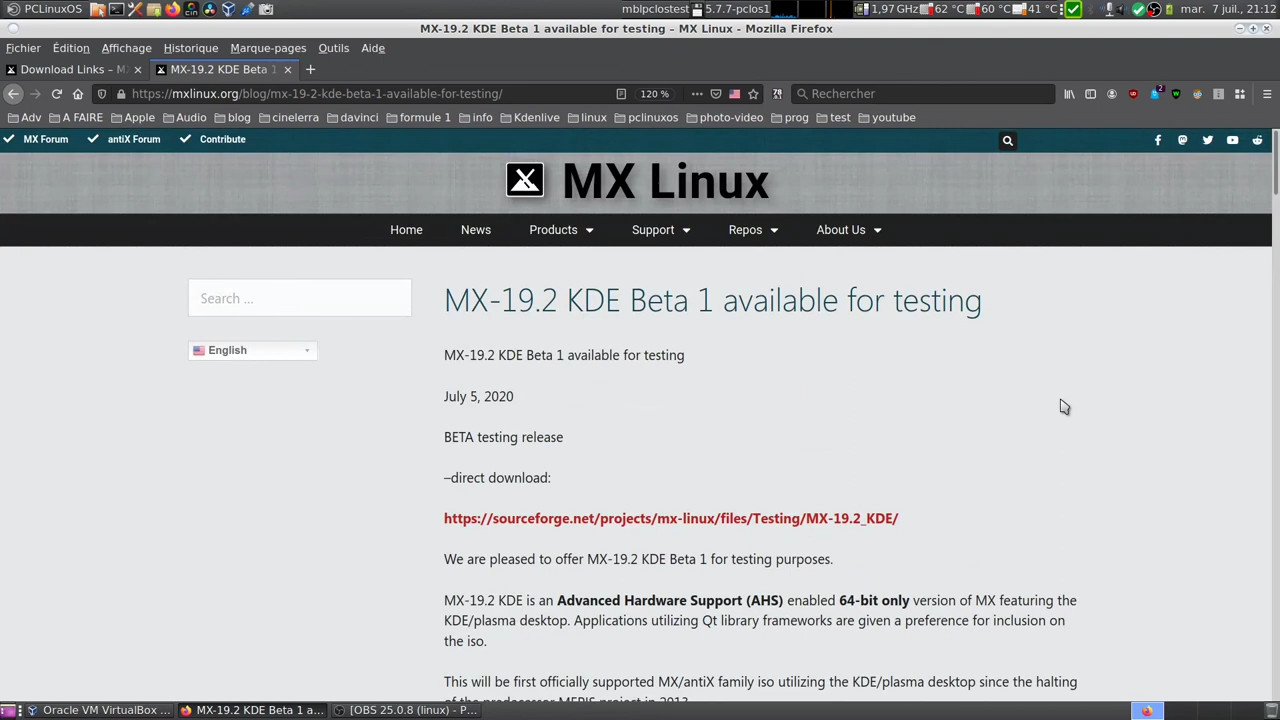 PCLinuxOS
mblpclostest 5.7.7-pclos1 1,97 GHz 62 °C 60 °C 41 °C mar. 7 juil., 21:12
MX-19.2 KDE Beta 1 available for testing - MX Linux - Mozilla Firefox
Fichier Édition Affichage Historique Marque-pages Outils Aide
Download Links – M MX-19.2 KDE Beta 1
https://mxlinux.org/blog/mx-19-2-kde-beta-1-available-for-testing/ 120 % Rechercher
Adv A FAIRE Apple Audio blog cinelerra davinci formule 1 info Kdenlive linux pclinuxos photo-video prog test youtube
MX Forum antiX Forum Contribute
MX Linux
Home News Products Support Repos About Us
Search ...
MX-19.2 KDE Beta 1 available for testing
English
MX-19.2 KDE Beta 1 available for testing
July 5, 2020
BETA testing release
–direct download:
https://sourceforge.net/projects/mx-linux/files/Testing/MX-19.2_KDE/
We are pleased to offer MX-19.2 KDE Beta 1 for testing purposes.
MX-19.2 KDE is an Advanced Hardware Support (AHS) enabled 64-bit only version of MX featuring the
KDE/plasma desktop. Applications utilizing Qt library frameworks are given a preference for inclusion on
the iso.
This will be first officially supported MX/antiX family iso utilizing the KDE/plasma desktop since the halting
of the predecessor MEPIS project in 2013.
Oracle VM VirtualBox ... MX-19.2 KDE Beta 1 a... [OBS 25.0.8 (linux) - P...